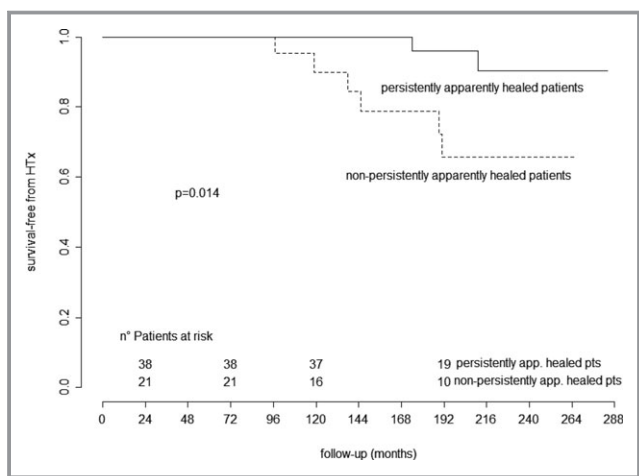 1.0
0.8
0.6
0.4
0.2
0.0
survival-free from HTx
persistently apparently healed patients
non-persistently apparently healed patients
p=0.014
n° Patients at risk
38 38 37 19 persistently app. healed pts
21 21 16 10 non-persistently app. healed pts
0 24 48 72 96 120 144 168 192 216 240 264 288
follow-up (months)